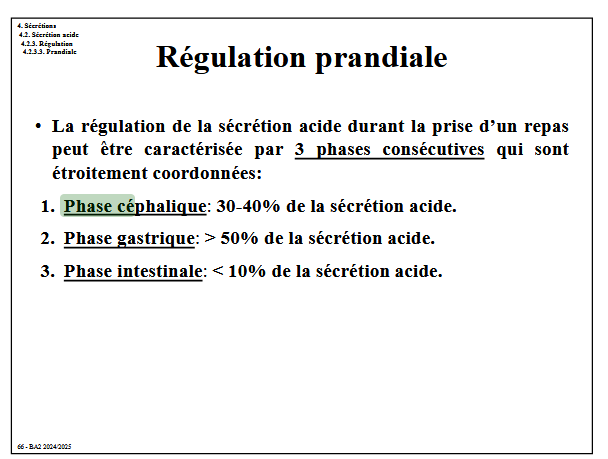 4. Sécrétions
4.2. Sécrétion acide
4.2.3. Régulation
4.2.3.3. Prandiale
Régulation prandiale
• La régulation de la sécrétion acide durant la prise d’un repas
peut être caractérisée par 3 phases consécutives qui sont
étroitement coordonnées:
1. Phase céphalique: 30-40% de la sécrétion acide.
2. Phase gastrique: > 50% de la sécrétion acide.
3. Phase intestinale: < 10% de la sécrétion acide.
66 - BA2 2024/2025